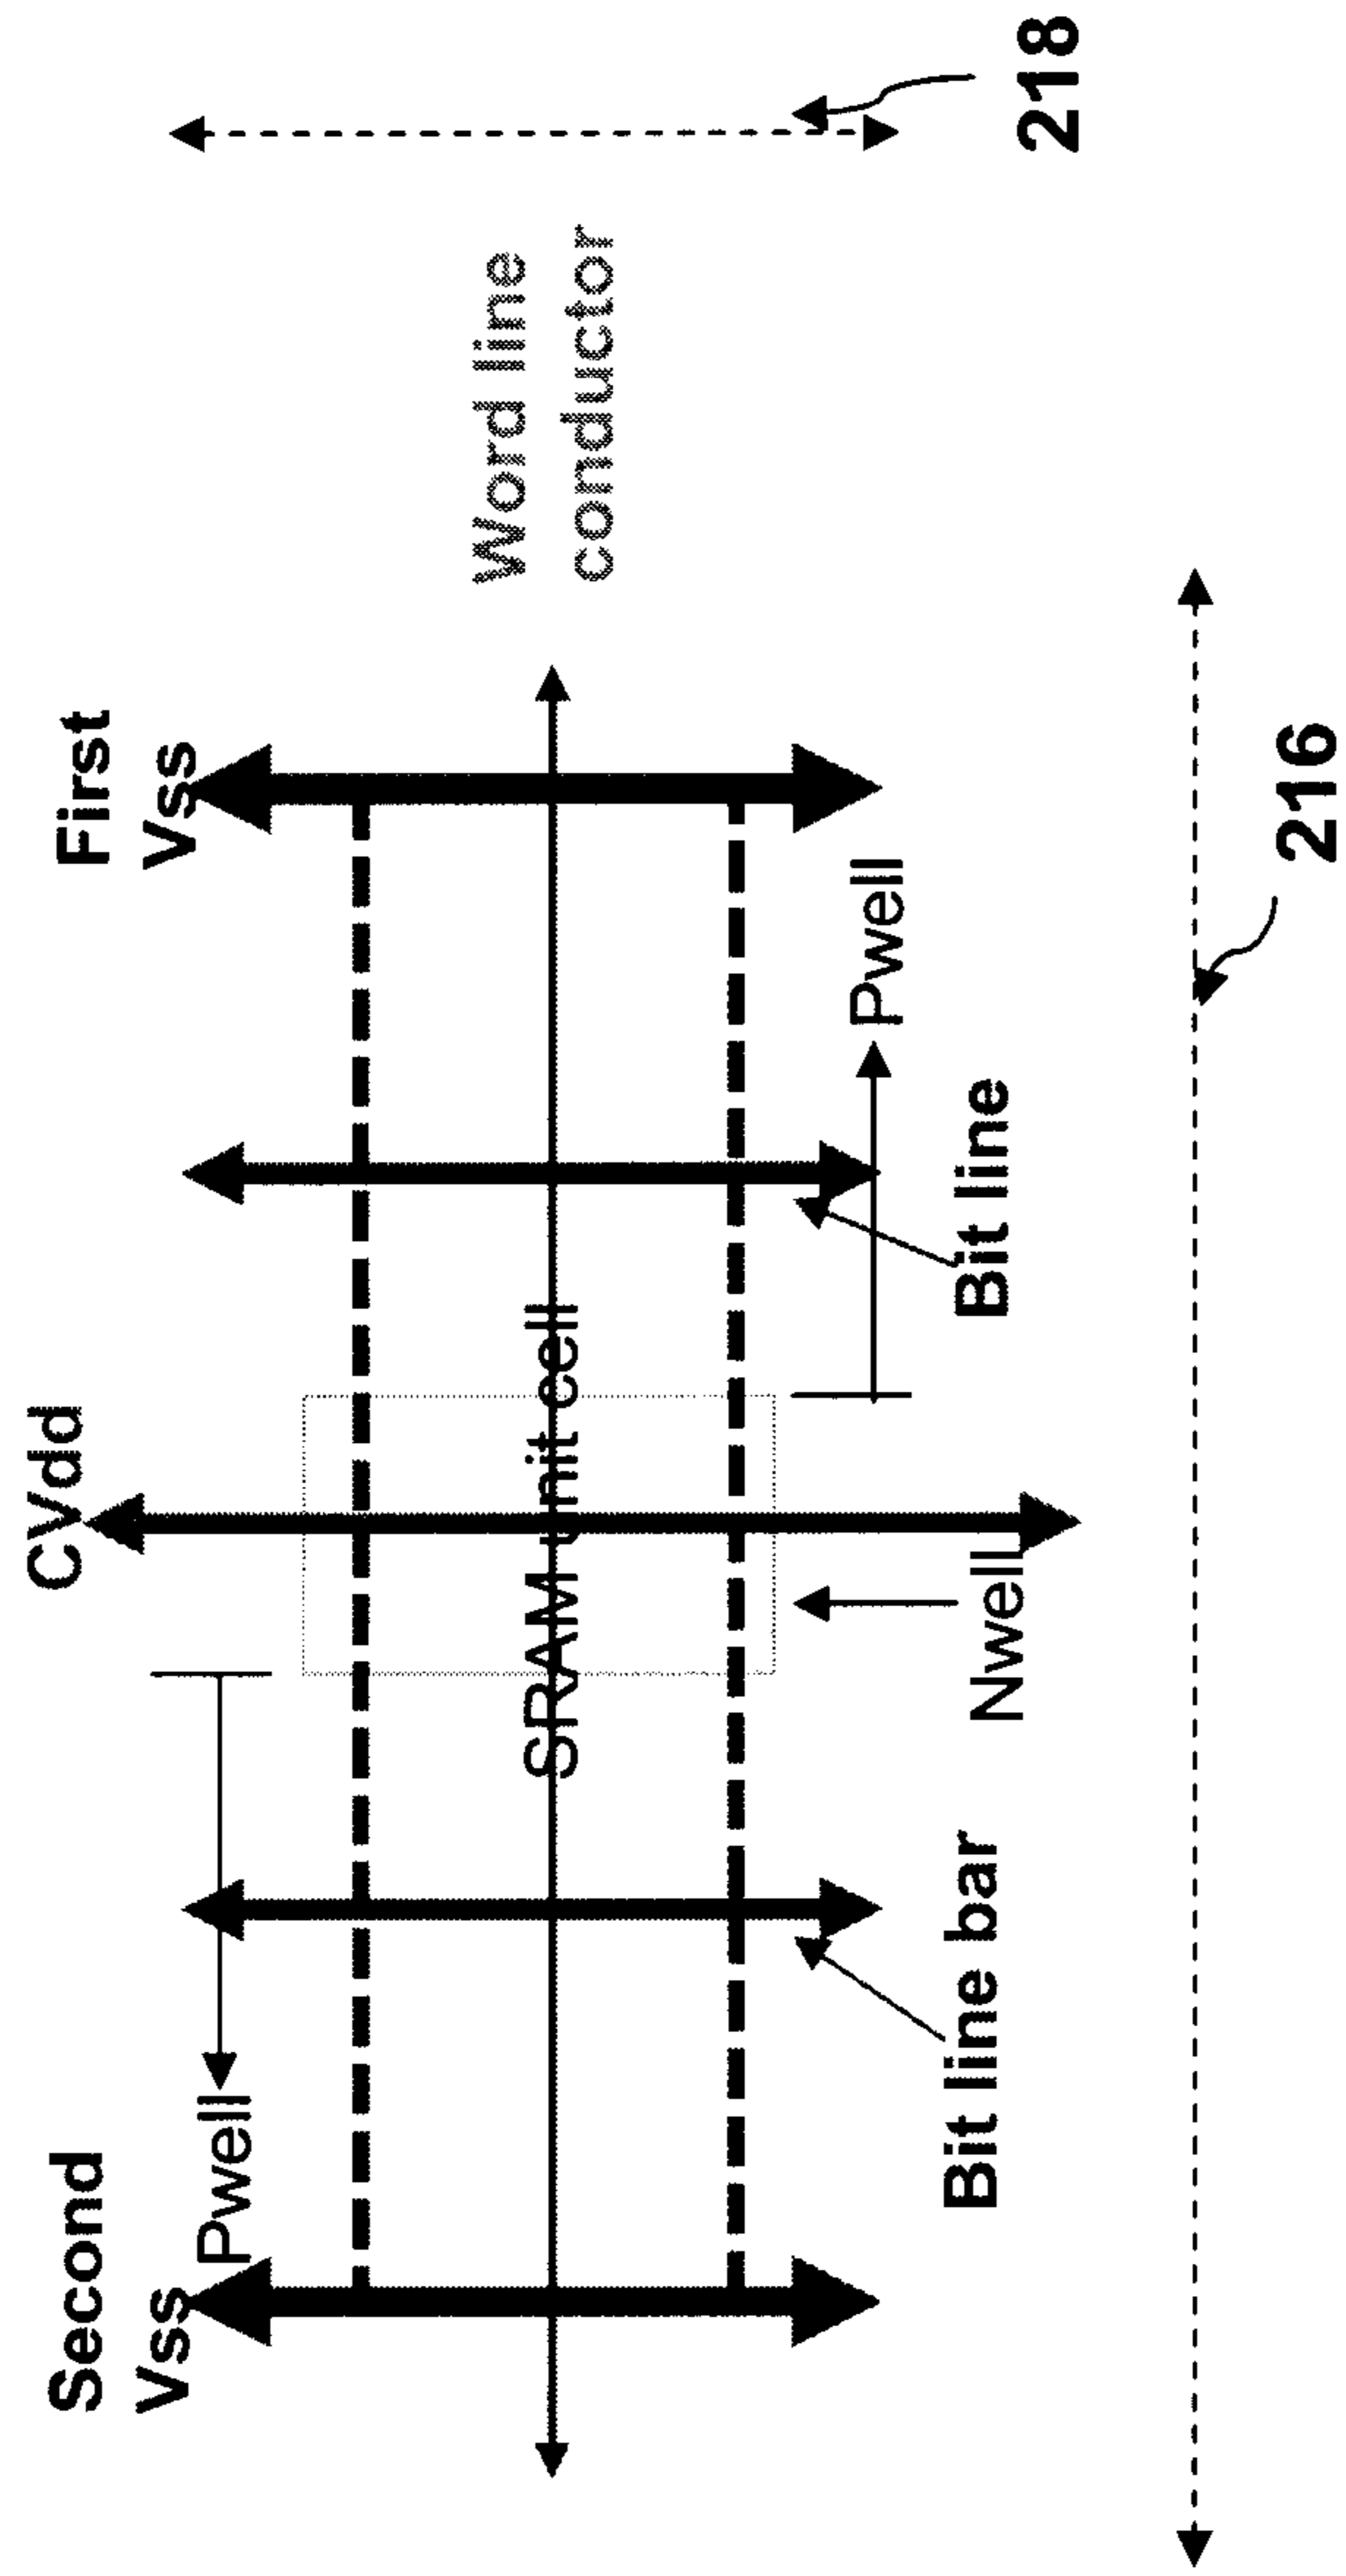 Second
Vss
CVdd
First
Vss
Pwell
SRAM unit cell
Word line
conductor
Pwell
Bit line bar
Nwell
Bit line
218
216